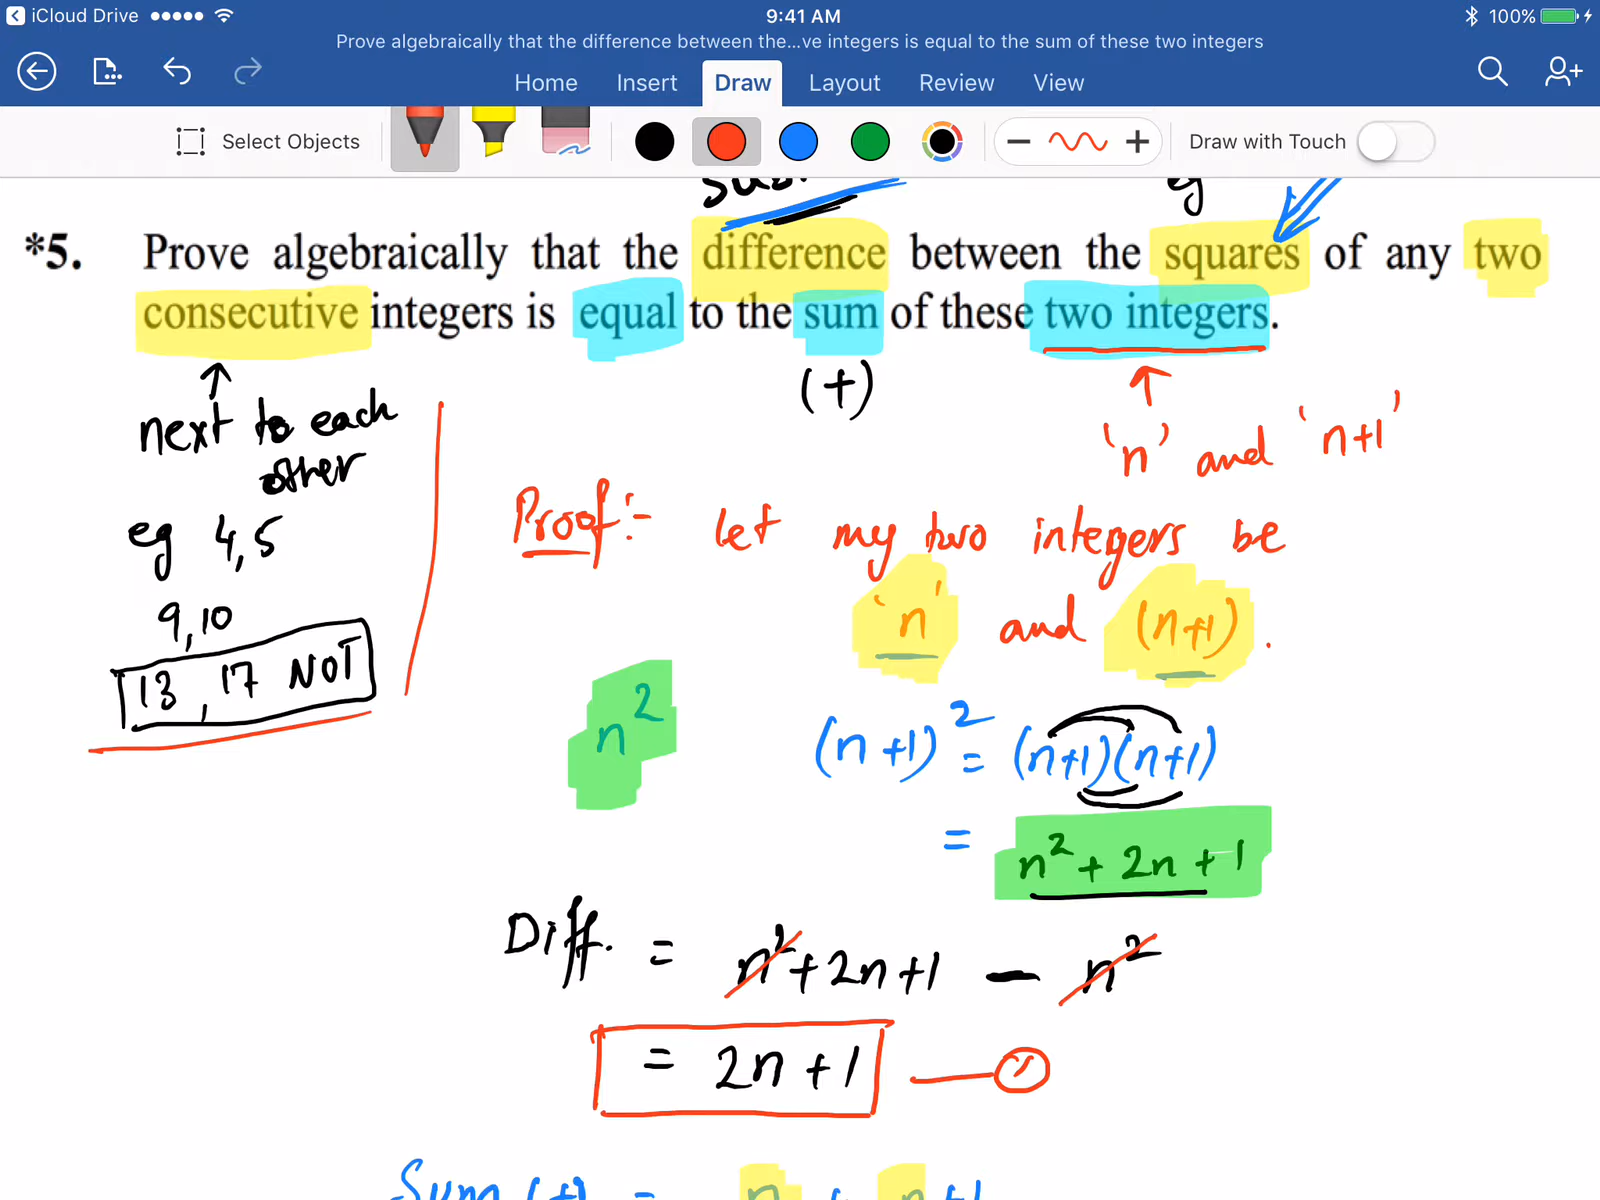 iCloud Drive
9:41 AM
100%
Prove algebraically that the difference between the...ve integers is equal to the sum of these two integers
Home Insert Draw Layout Review View
Select Objects
Draw with Touch
eg
*5. Prove algebraically that the difference between the squares of any two
consecutive integers is equal to the sum of these two integers.
(+)
next to each
other
'n' and 'n+1'
eg 4,5
Proof:- let my two integers be
9,10
'n' and (n+1).
13, 17 NOT
n²
(n+1)² = (n+1)(n+1)
= n² + 2n + 1
Diff. = n² + 2n + 1 - n²
= 2n + 1
Sum (+) = n + n+1